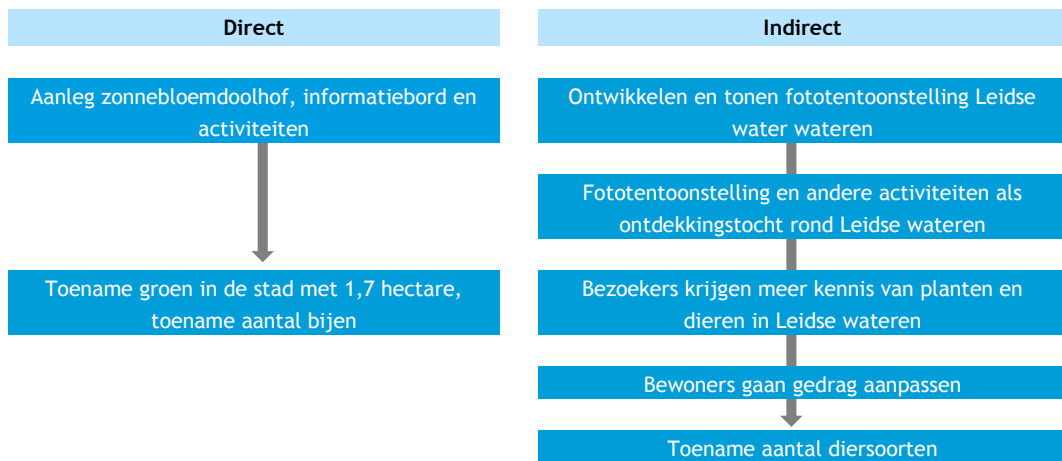 Direct
Aanleg zonnebloemdoolhof, informatiebord en
activiteiten
Toename groen in de stad met 1,7 hectare,
toename aantal bijen
Indirect
Ontwikkelen en tonen fototentoonstelling Leidse
water wateren
Fototentoonstelling en andere activiteiten als
ontdekkingstocht rond Leidse wateren
Bezoekers krijgen meer kennis van planten en
dieren in Leidse wateren
Bewoners gaan gedrag aanpassen
Toename aantal diersoorten